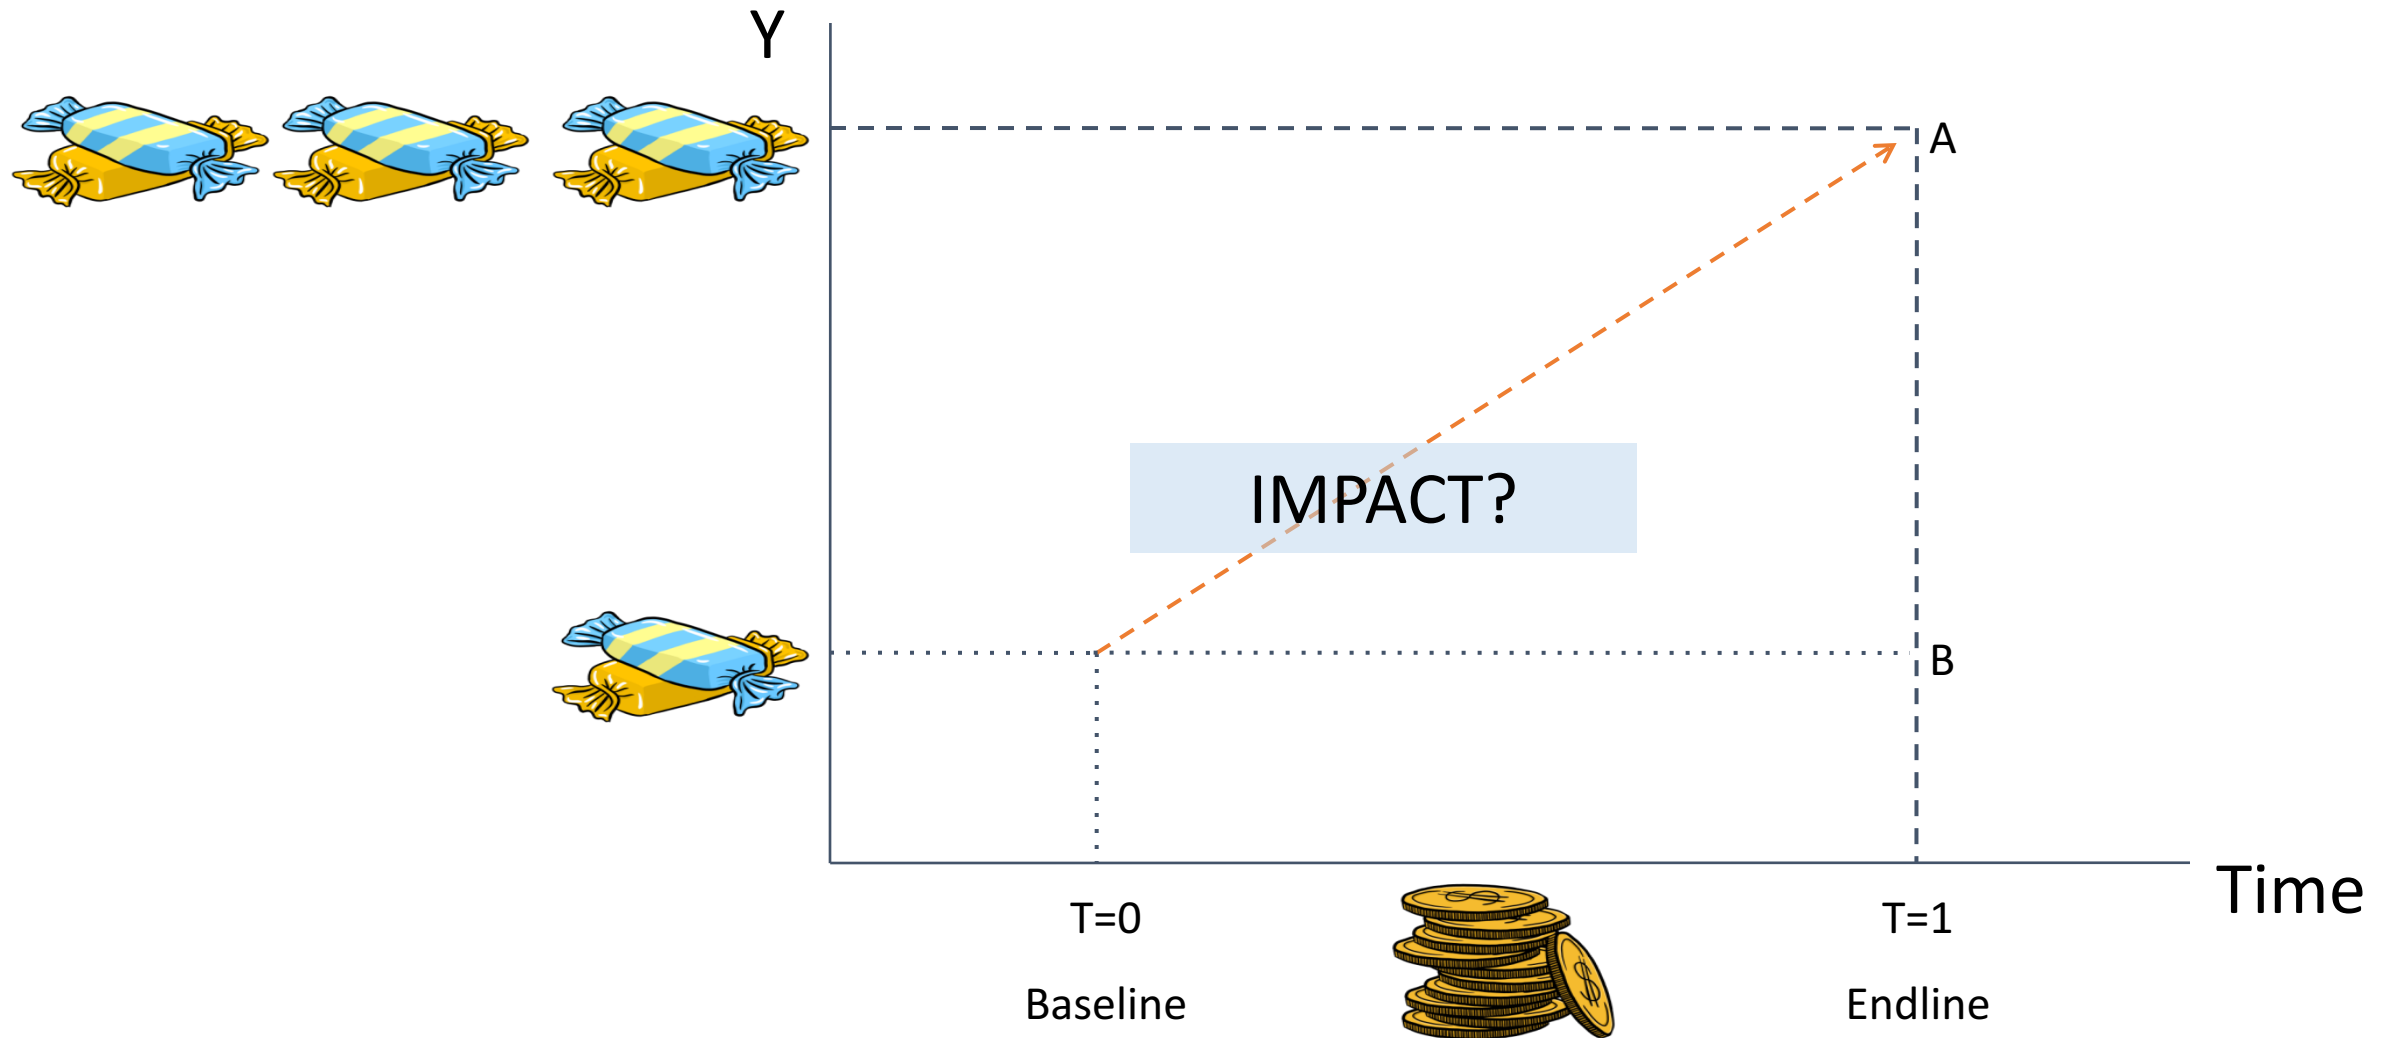 Y
A
IMPACT?
B
Time
T=0
T=1
Baseline
Endline
$
$